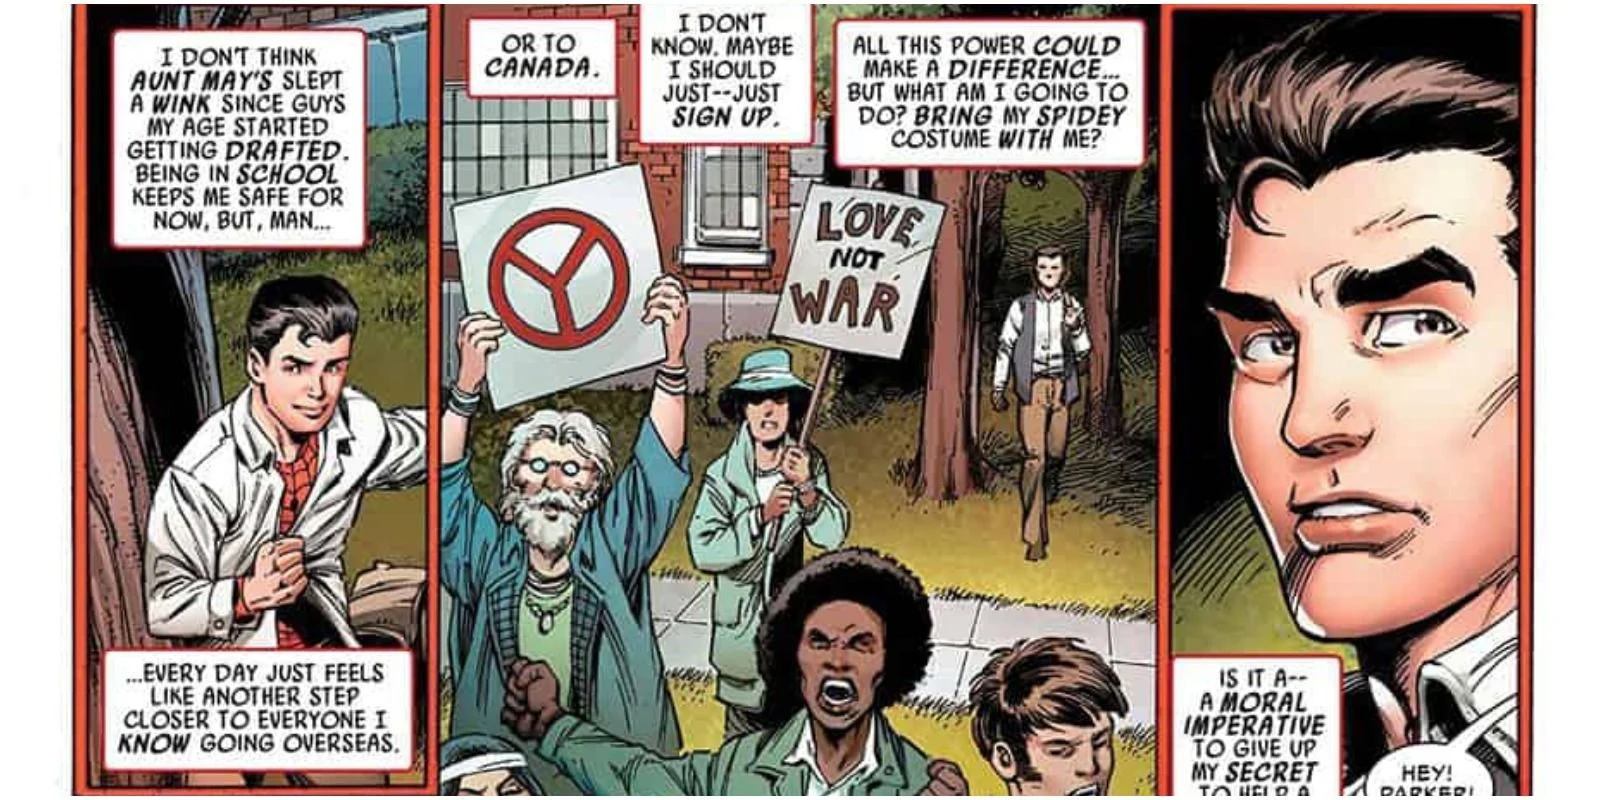 I DON'T THINK
AUNT MAY'S SLEPT
A WINK SINCE GUYS
MY AGE STARTED
GETTING DRAFTED.
BEING IN SCHOOL
KEEPS ME SAFE FOR
NOW, BUT, MAN...
...EVERY DAY JUST FEELS
LIKE ANOTHER STEP
CLOSER TO EVERYONE I
KNOW GOING OVERSEAS.
OR TO
CANADA.
I DON'T
KNOW. MAYBE
I SHOULD
JUST--JUST
SIGN UP.
ALL THIS POWER COULD
MAKE A DIFFERENCE...
BUT WHAT AM I GOING TO
DO? BRING MY SPIDEY
COSTUME WITH ME?
LOVE
NOT
WAR
IS IT A--
A MORAL
IMPERATIVE
TO GIVE UP
MY SECRET
TO HELP A
HEY!
PARKER!